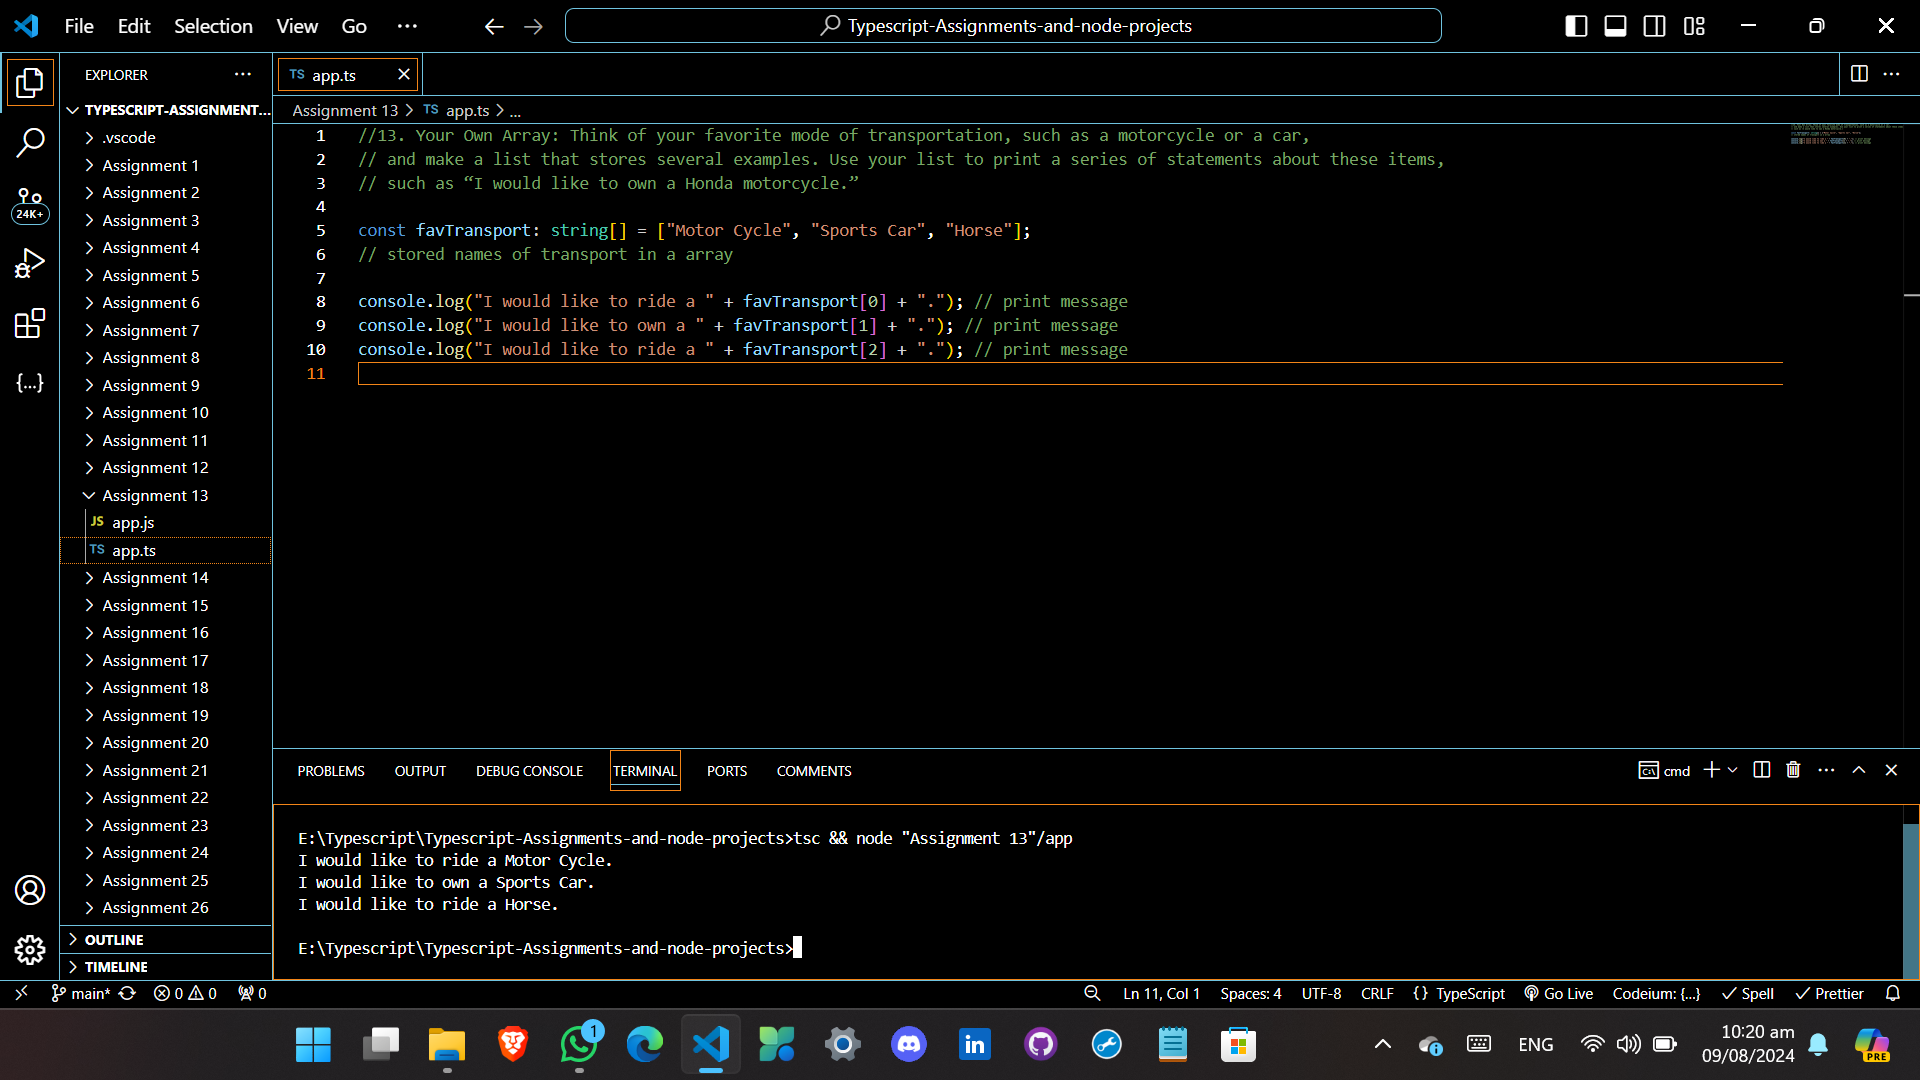 File Edit Selection View Go ···
Typescript-Assignments-and-node-projects
EXPLORER ···
TYPESCRIPT-ASSIGNMENT...
.vscode
Assignment 1
Assignment 2
Assignment 3
Assignment 4
Assignment 5
Assignment 6
Assignment 7
Assignment 8
Assignment 9
Assignment 10
Assignment 11
Assignment 12
Assignment 13
JS app.js
TS app.ts
Assignment 14
Assignment 15
Assignment 16
Assignment 17
Assignment 18
Assignment 19
Assignment 20
Assignment 21
Assignment 22
Assignment 23
Assignment 24
Assignment 25
Assignment 26
OUTLINE
TIMELINE
24K+
{...}
TS app.ts
Assignment 13 > TS app.ts > ...
1 //13. Your Own Array: Think of your favorite mode of transportation, such as a motorcycle or a car,
2 // and make a list that stores several examples. Use your list to print a series of statements about these items,
3 // such as “I would like to own a Honda motorcycle.”
4
5 const favTransport: string[] = ["Motor Cycle", "Sports Car", "Horse"];
6 // stored names of transport in a array
7
8 console.log("I would like to ride a " + favTransport[0] + "."); // print message
9 console.log("I would like to own a " + favTransport[1] + "."); // print message
10 console.log("I would like to ride a " + favTransport[2] + "."); // print message
11
PROBLEMS OUTPUT DEBUG CONSOLE TERMINAL PORTS COMMENTS
cmd
E:\Typescript\Typescript-Assignments-and-node-projects>tsc && node "Assignment 13"/app
I would like to ride a Motor Cycle.
I would like to own a Sports Car.
I would like to ride a Horse.
E:\Typescript\Typescript-Assignments-and-node-projects>
main* 0 0 0
Ln 11, Col 1 Spaces: 4 UTF-8 CRLF {} TypeScript Go Live Codeium: {...} Spell Prettier
1
in
ENG
10:20 am
09/08/2024
PRE